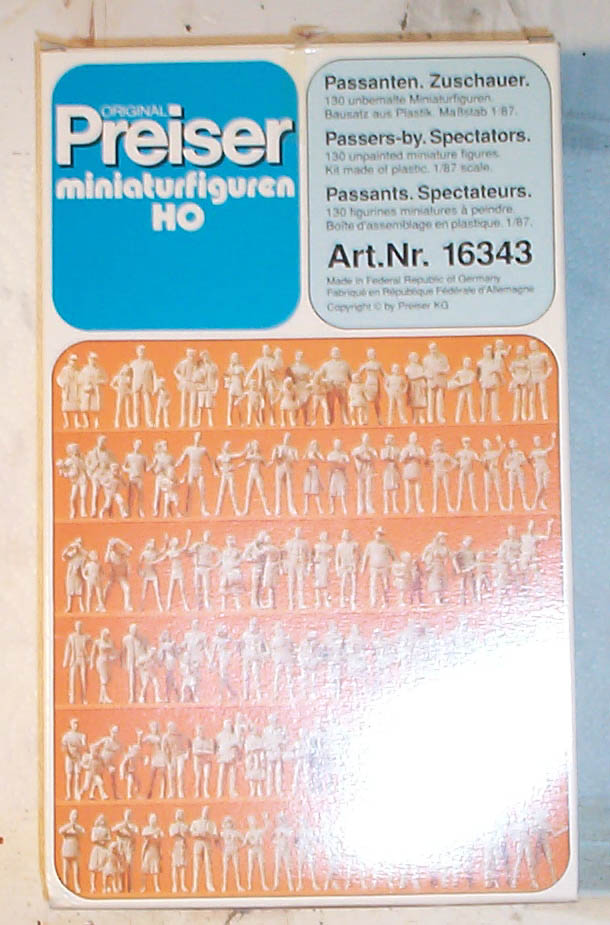 ORIGINAL
Preiser
miniaturfiguren
HO
Passanten. Zuschauer.
130 unbemalte Miniaturfiguren.
Bausatz aus Plastik. Maßstab 1/87.
Passers-by. Spectators.
130 unpainted miniature figures.
Kit made of plastic. 1/87 scale.
Passants. Spectateurs.
130 figurines miniatures à peindre.
Boîte d'assemblage en plastique. 1/87.
Art.Nr. 16343
Made in Federal Republic of Germany
Fabriqué en République Fédérale d'Allemagne
Copyright © by Preiser KG